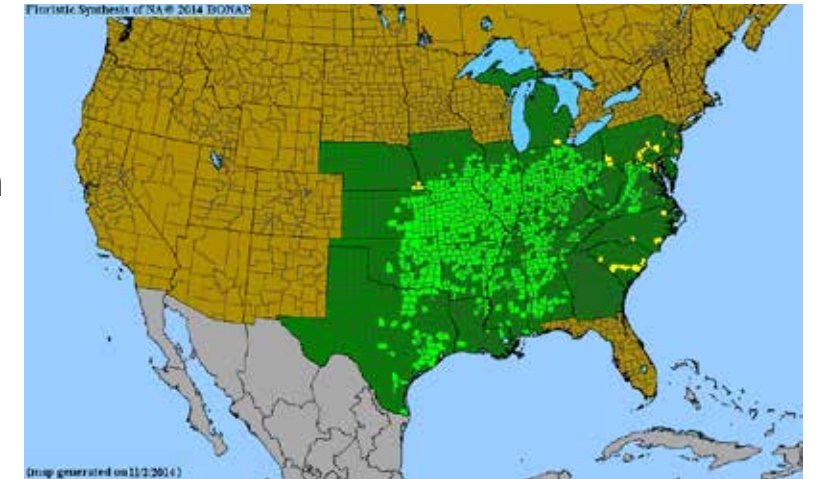 Floristic Synthesis of NA © 2014 BONAP
(map generated on 11/2/2014)